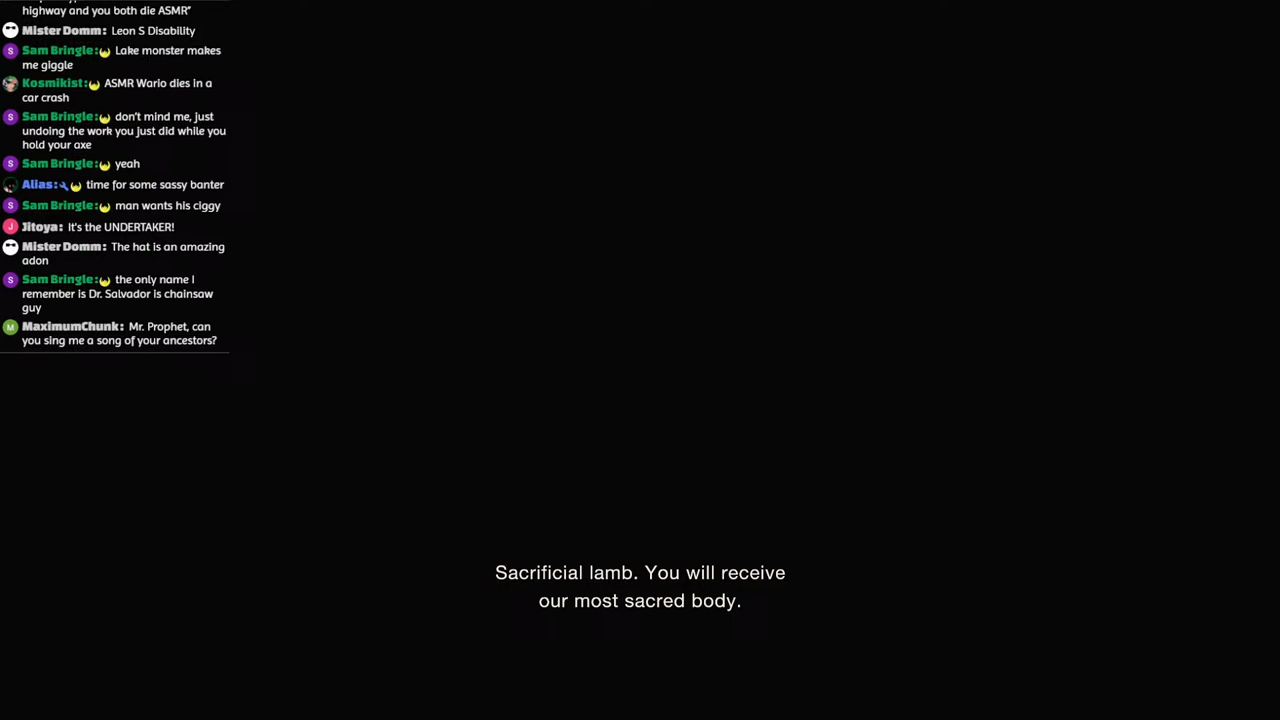 highway and you both die ASMR"
Mister Domm: Leon S Disability
Sam Bringle: Lake monster makes
me giggle
Kosmikist: ASMR Wario dies in a
car crash
Sam Bringle: don't mind me, just
undoing the work you just did while you
hold your axe
Sam Bringle: yeah
Alias: time for some sassy banter
Sam Bringle: man wants his ciggy
Jitoya: It's the UNDERTAKER!
Mister Domm: The hat is an amazing
adon
Sam Bringle: the only name I
remember is Dr. Salvador is chainsaw
guy
MaximumChunk: Mr. Prophet, can
you sing me a song of your ancestors?
Sacrificial lamb. You will receive
our most sacred body.